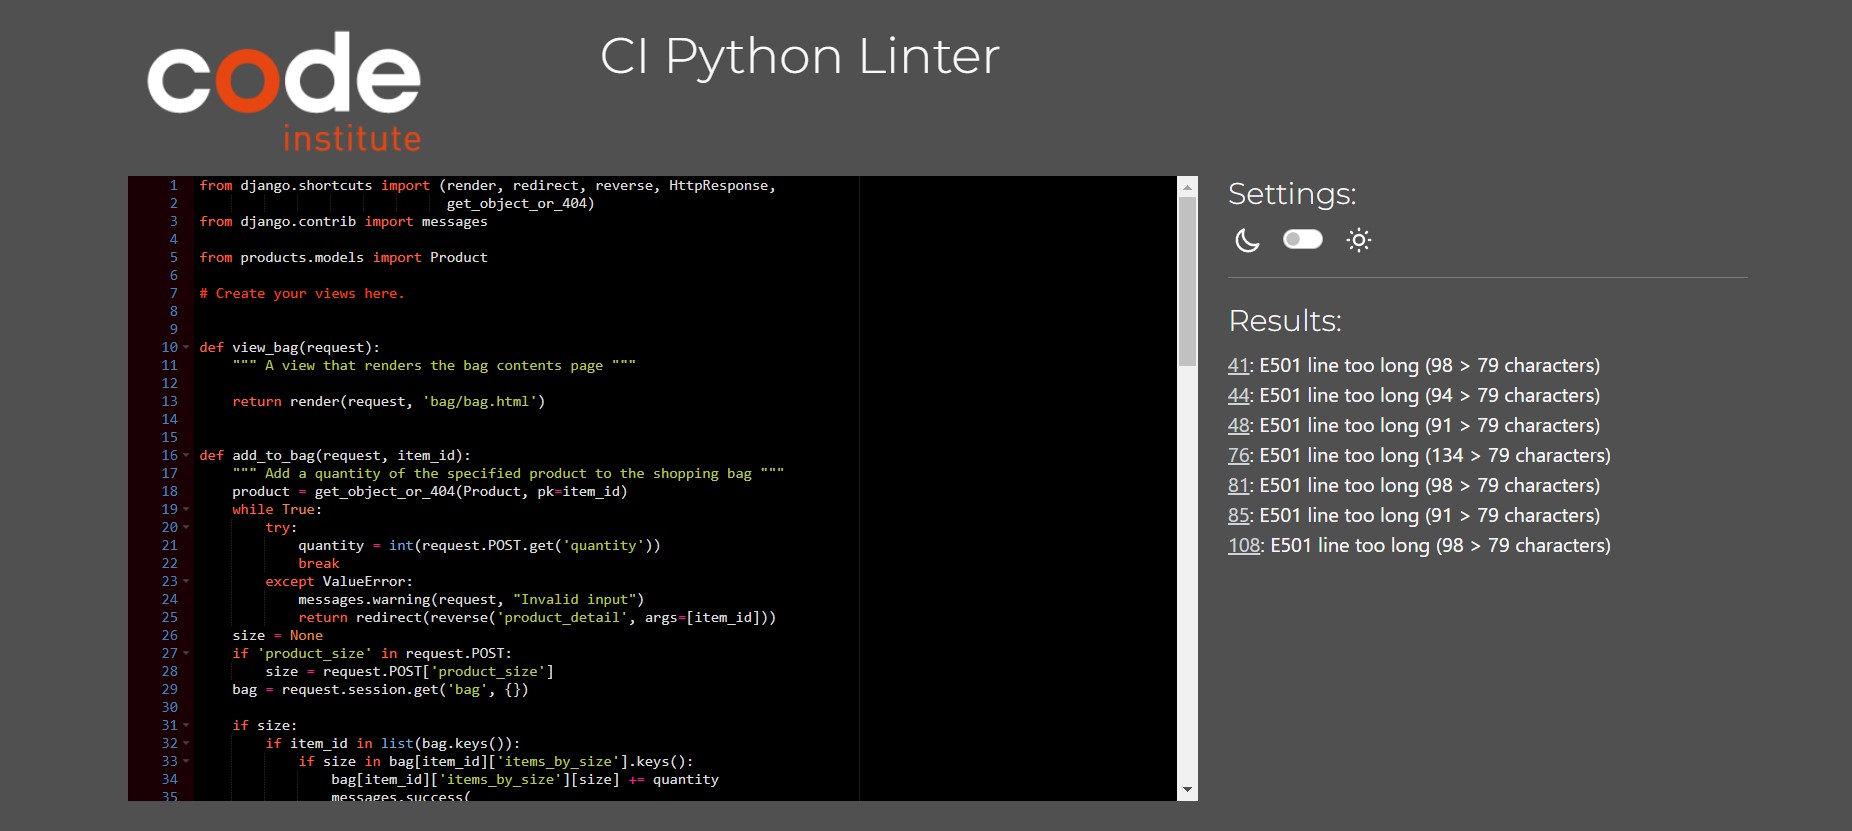 code
institute
CI Python Linter
1 from django.shortcuts import (render, redirect, reverse, HttpResponse,
2                               get_object_or_404)
3 from django.contrib import messages
4
5 from products.models import Product
6
7 # Create your views here.
8
9
10 def view_bag(request):
11     """ A view that renders the bag contents page """
12
13     return render(request, 'bag/bag.html')
14
15
16 def add_to_bag(request, item_id):
17     """ Add a quantity of the specified product to the shopping bag """
18     product = get_object_or_404(Product, pk=item_id)
19     while True:
20         try:
21             quantity = int(request.POST.get('quantity'))
22             break
23         except ValueError:
24             messages.warning(request, "Invalid input")
25             return redirect(reverse('product_detail', args=[item_id]))
26     size = None
27     if 'product_size' in request.POST:
28         size = request.POST['product_size']
29     bag = request.session.get('bag', {})
30
31     if size:
32         if item_id in list(bag.keys()):
33             if size in bag[item_id]['items_by_size'].keys():
34                 bag[item_id]['items_by_size'][size] += quantity
35                 messages.success(
Settings:
Results:
41: E501 line too long (98 > 79 characters)
44: E501 line too long (94 > 79 characters)
48: E501 line too long (91 > 79 characters)
76: E501 line too long (134 > 79 characters)
81: E501 line too long (98 > 79 characters)
85: E501 line too long (91 > 79 characters)
108: E501 line too long (98 > 79 characters)